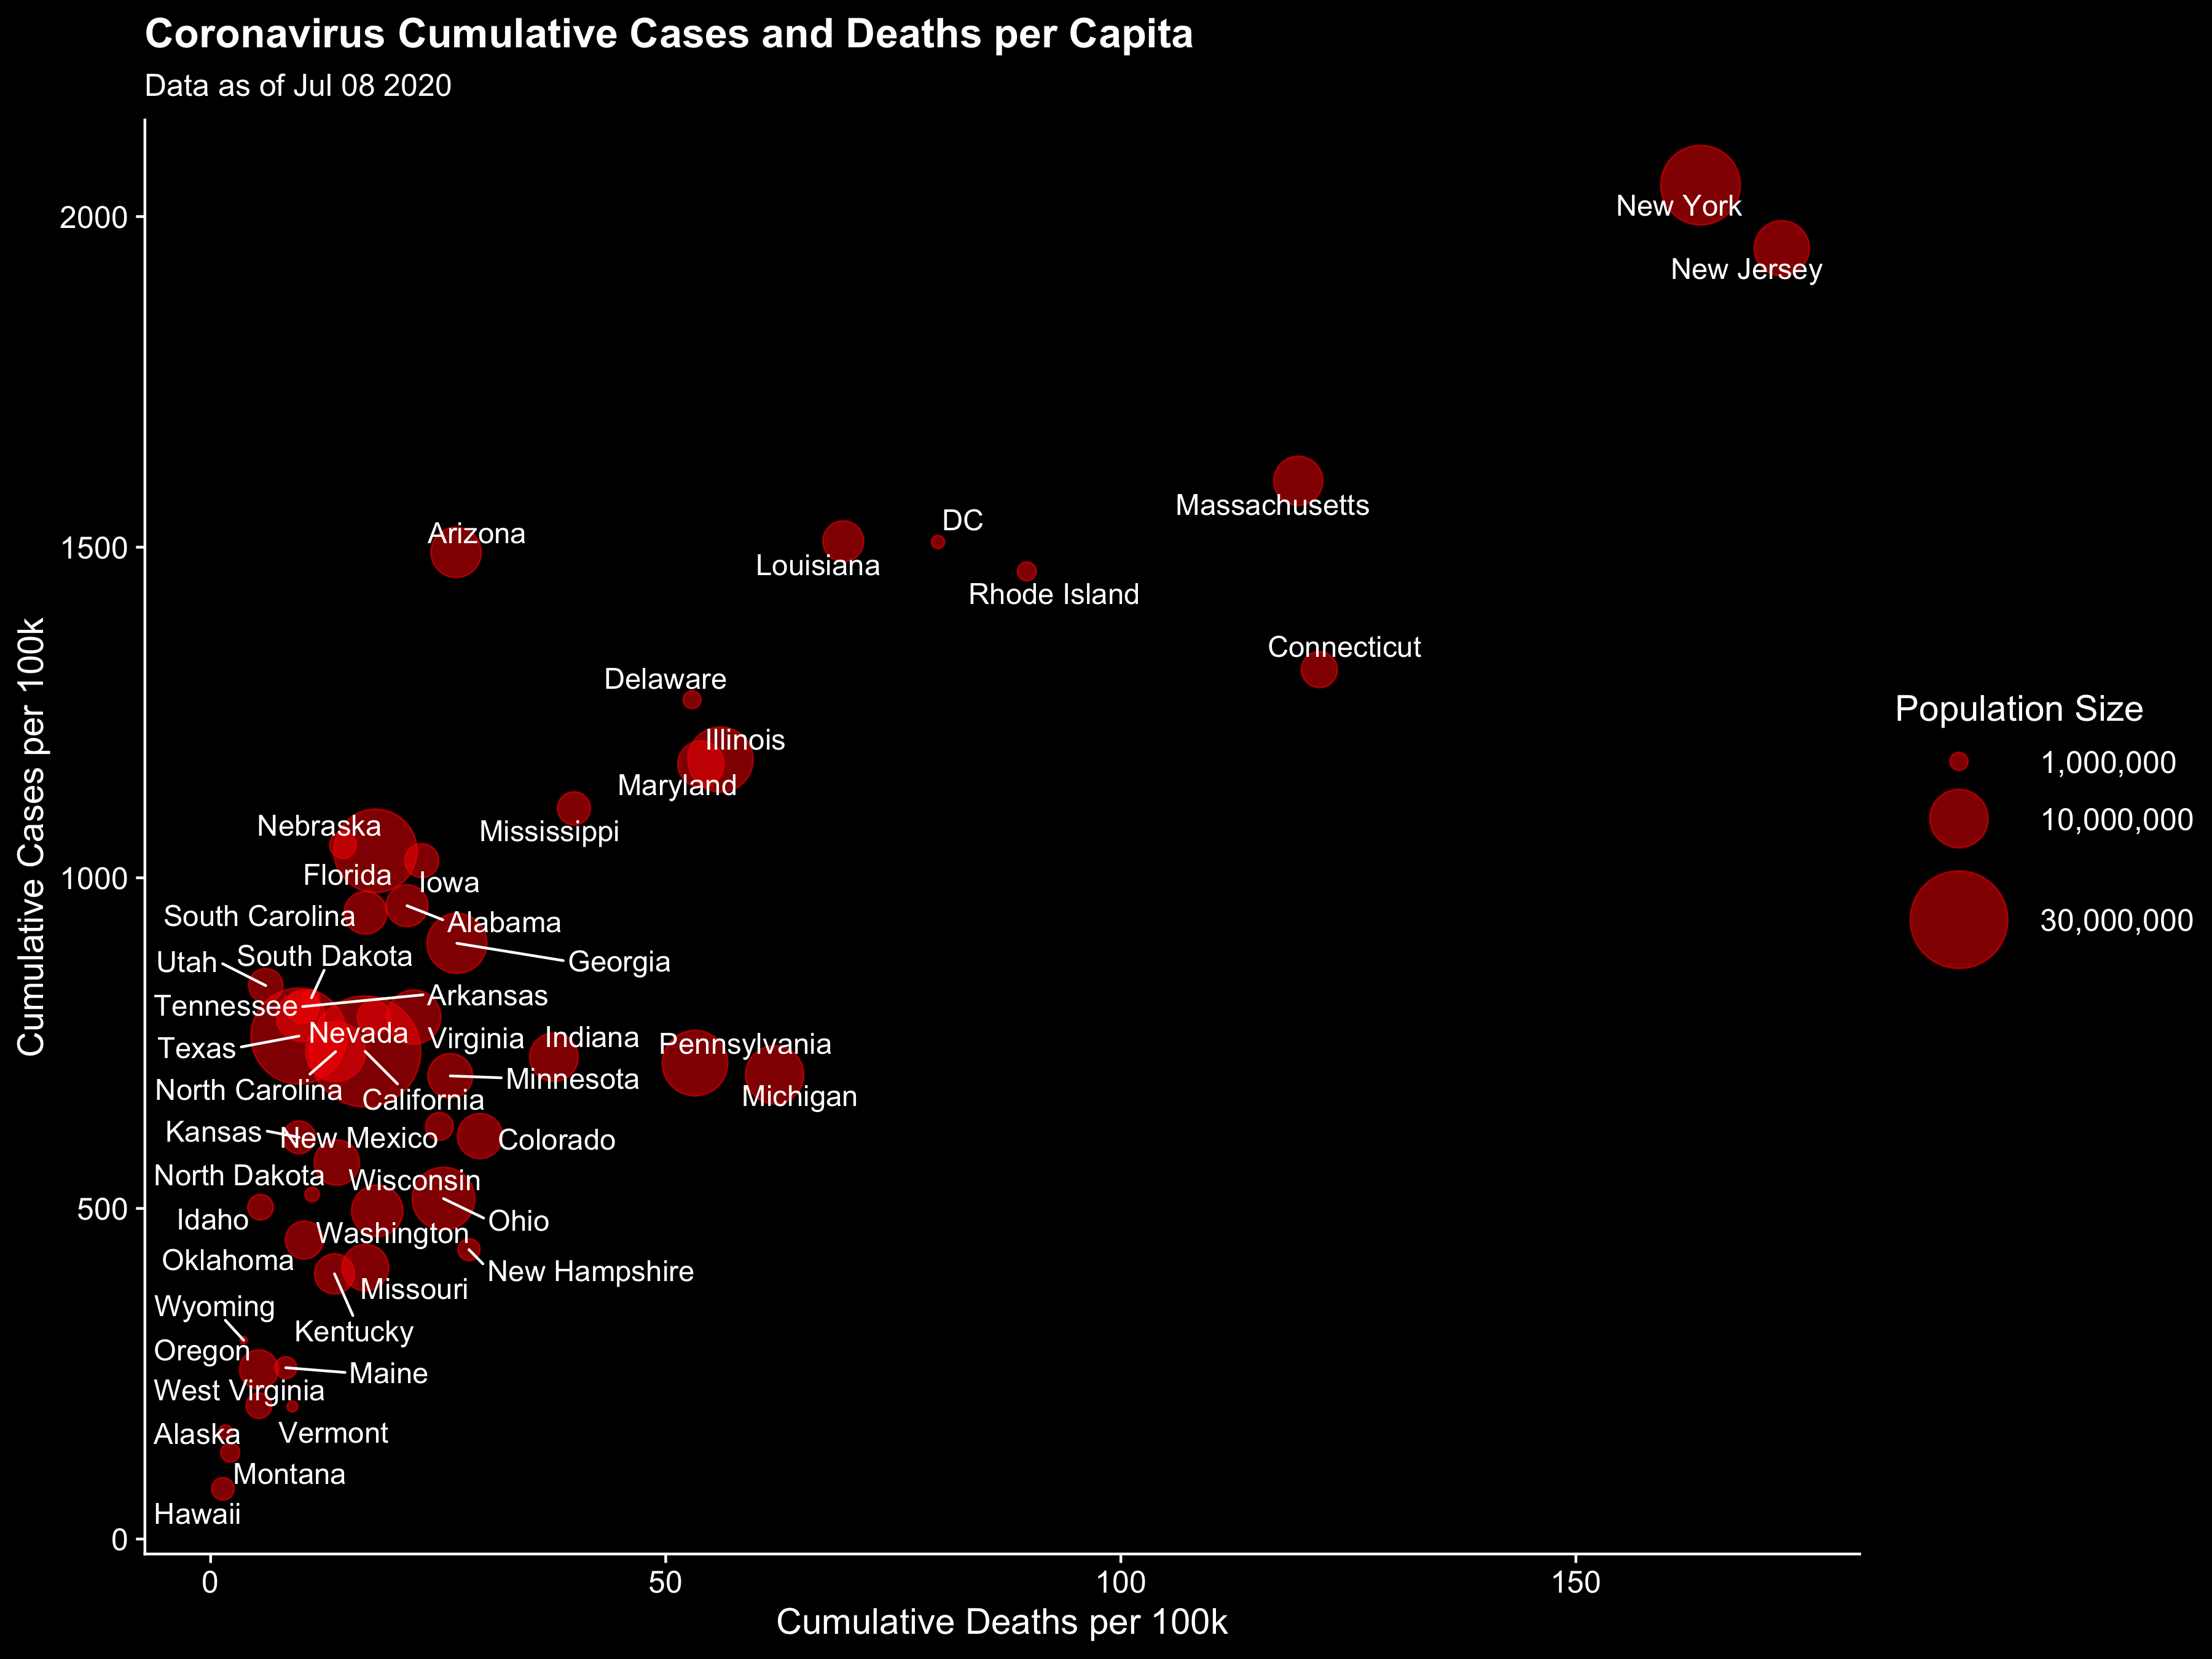 Coronavirus Cumulative Cases and Deaths per Capita
Data as of Jul 08 2020
Cumulative Cases per 100k
2000
1500
1000
500
0
New York
New Jersey
Massachusetts
DC
Arizona
Louisiana
Rhode Island
Connecticut
Delaware
Illinois
Maryland
Nebraska
Mississippi
Florida
Iowa
South Carolina
Alabama
Utah
South Dakota
Georgia
Tennessee
Arkansas
Nevada
Virginia
Indiana
Pennsylvania
Texas
Minnesota
North Carolina
California
Michigan
Kansas
New Mexico
Colorado
North Dakota
Wisconsin
Idaho
Ohio
Washington
Oklahoma
New Hampshire
Missouri
Wyoming
Kentucky
Oregon
Maine
West Virginia
Alaska
Vermont
Montana
Hawaii
0
50
100
150
Cumulative Deaths per 100k
Population Size
1,000,000
10,000,000
30,000,000